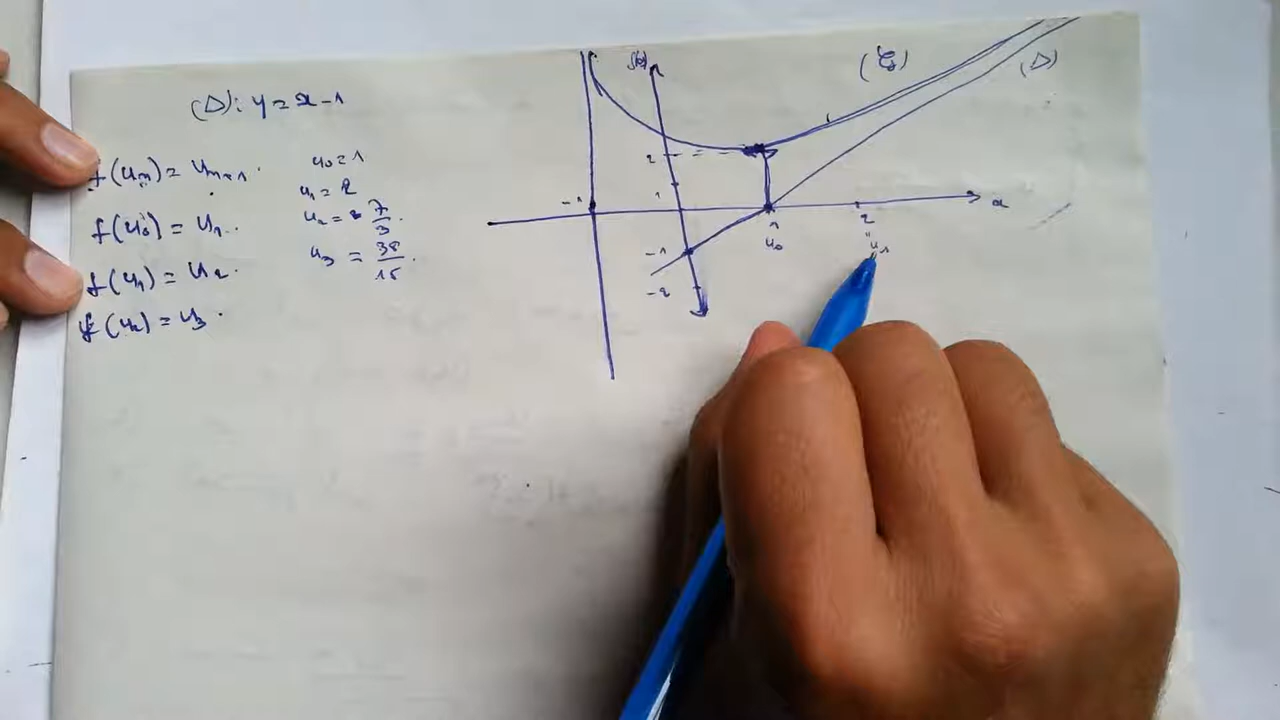 (Δ): y = x - 1
f(uₙ) = uₙ₊₁.
f(u₀) = u₁.
f(u₁) = u₂.
f(u₂) = u₃.
u₀ = 1
u₁ = 2
u₂ = 7/3.
u₃ = 38/15
f(x)
(Δ)
2
1
-1
x
1
u₀
2
"
u₁
-1
-2